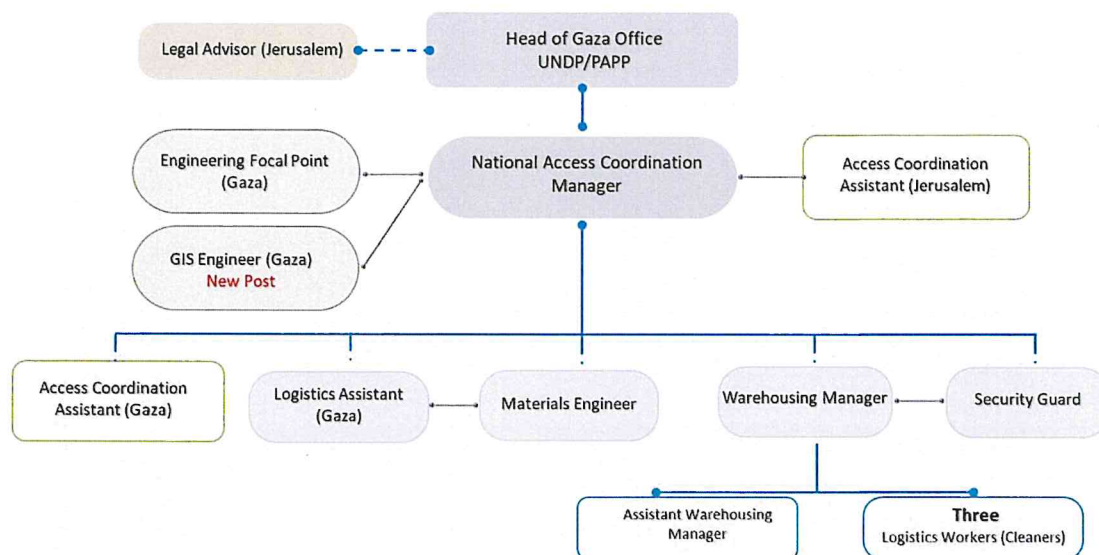 Legal Advisor (Jerusalem)
Head of Gaza Office
UNDP/PAPP
Engineering Focal Point
(Gaza)
National Access Coordination
Manager
Access Coordination
Assistant (Jerusalem)
GIS Engineer (Gaza)
New Post
Access Coordination
Assistant (Gaza)
Logistics Assistant
(Gaza)
Materials Engineer
Warehousing Manager
Security Guard
Assistant Warehousing
Manager
Three
Logistics Workers (Cleaners)